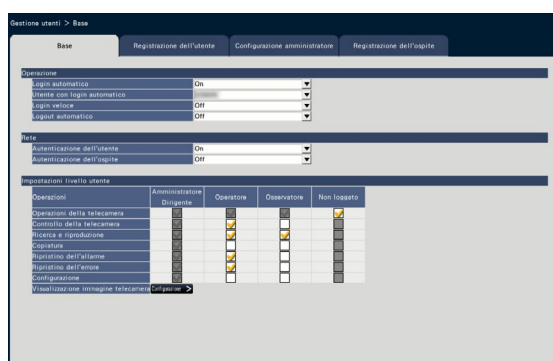 Gestione utenti > Base
Base Registrazione dell'utente Configurazione amministratore Registrazione dell'ospite
Operazione
Login automatico On
Utente con login automatico
Login veloce Off
Logout automatico Off
Rete
Autenticazione dell'utente On
Autenticazione dell'ospite Off
Impostazioni livello utente
Operazioni Amministratore Dirigente Operatore Osservatore Non loggato
Operazioni della telecamera
Controllo della telecamera
Ricerca e riproduzione
Copiatura
Ripristino dell'allarme
Ripristino dell'errore
Configurazione
Visualizzazione immagine telecamera Configurazione >